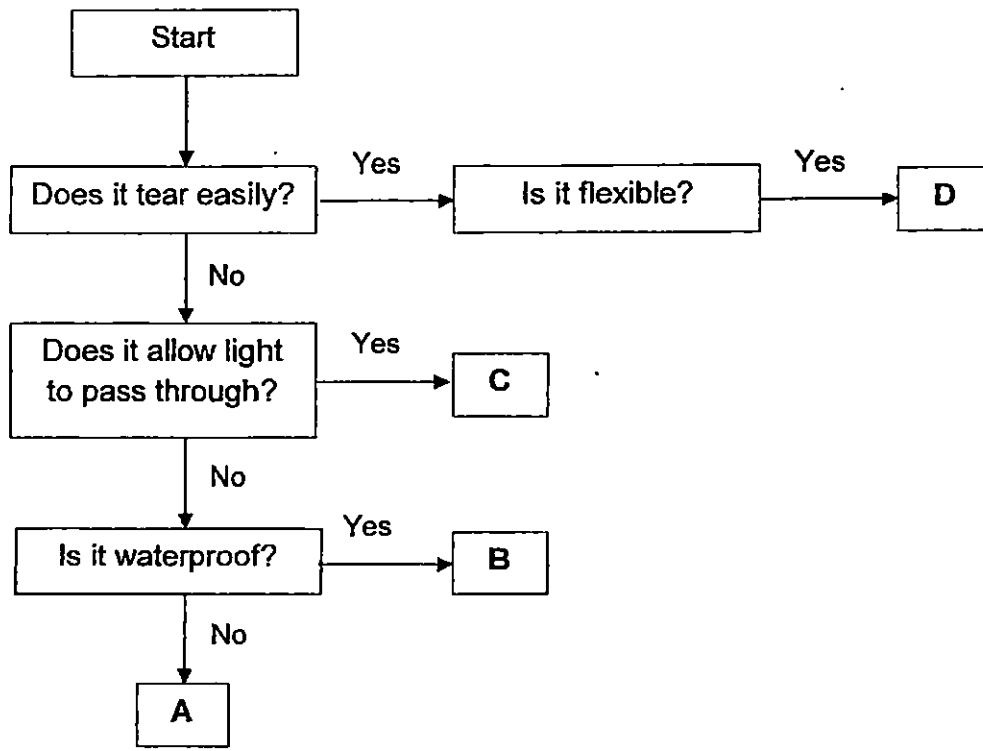 Start
Does it tear easily?
Yes
Is it flexible?
Yes
D
No
Does it allow light
to pass through?
Yes
C
No
Is it waterproof?
Yes
B
No
A